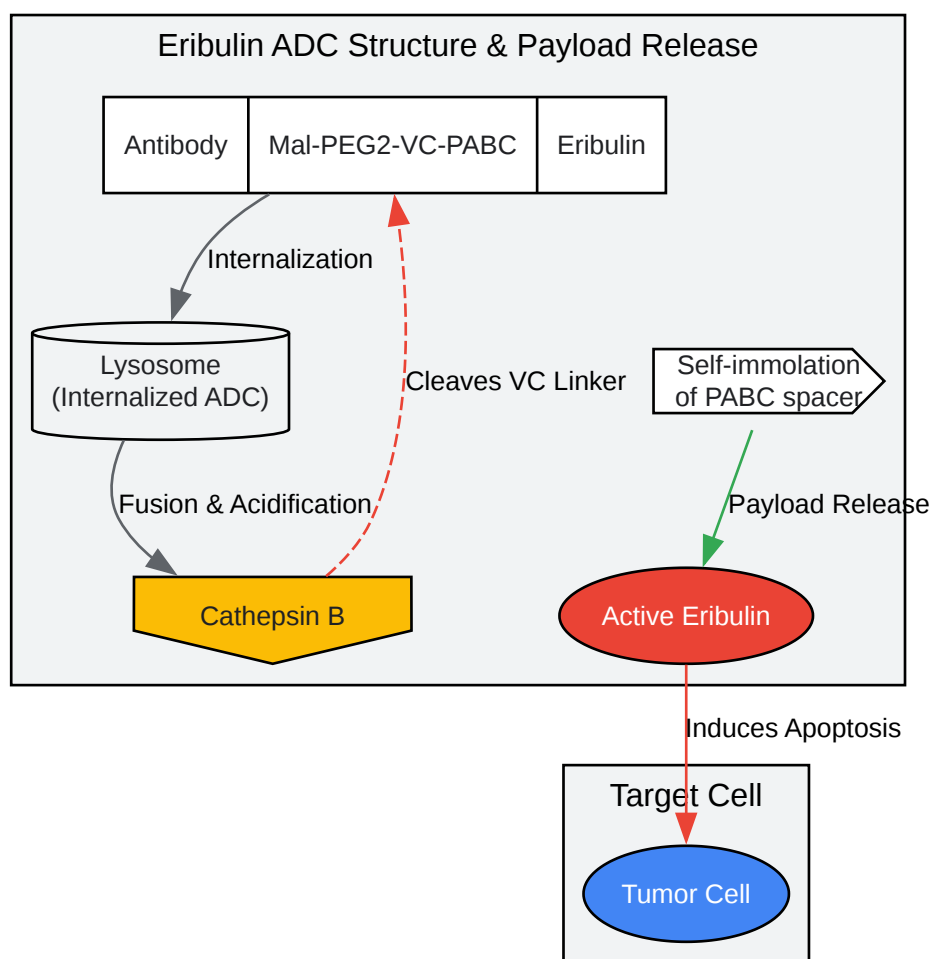 Eribulin ADC Structure & Payload Release
Antibody
Mal-PEG2-VC-PABC
Eribulin
Internalization
Lysosome
(Internalized ADC)
Cleaves VC Linker
Self-immolation
of PABC spacer
Fusion & Acidification
Payload Release
Cathepsin B
Active Eribulin
Induces Apoptosis
Target Cell
Tumor Cell